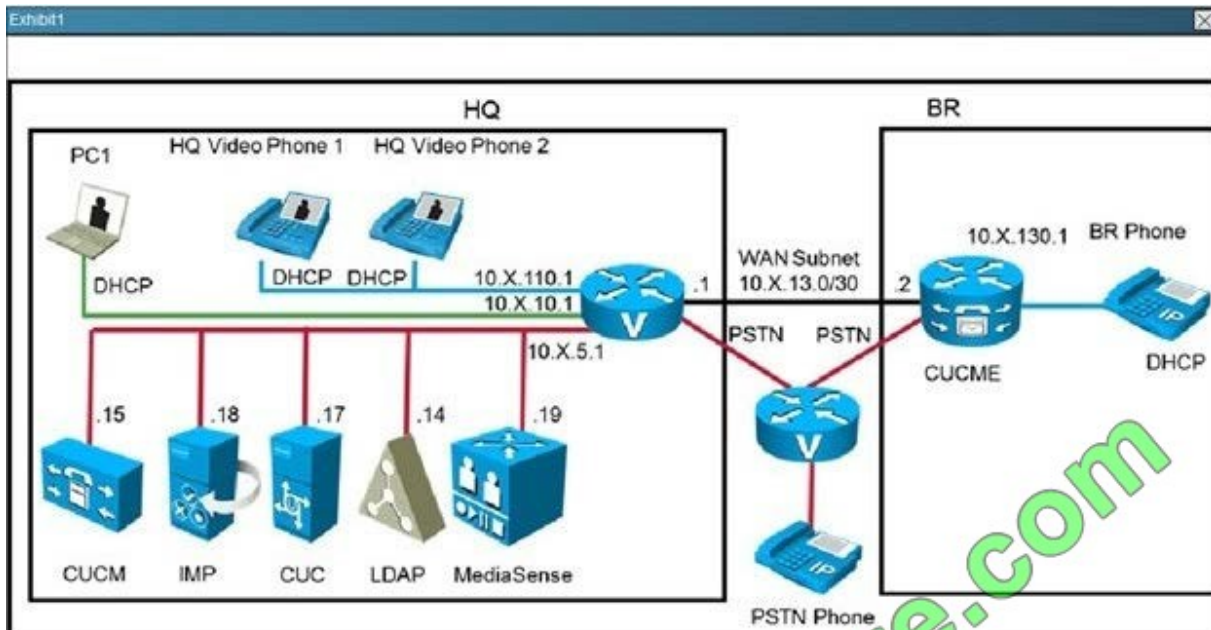 Exhibit1
HQ
BR
PC1
HQ Video Phone 1
HQ Video Phone 2
DHCP
DHCP
DHCP
10.X.110.1
10.X.10.1
.1
WAN Subnet
10.X.13.0/30
.2
10.X.130.1
BR Phone
V
IP
DHCP
PSTN
PSTN
CUCME
10.X.5.1
.15
.18
.17
.14
.19
V
CUCM
IMP
CUC
LDAP
MediaSense
IP
PSTN Phone
e.com